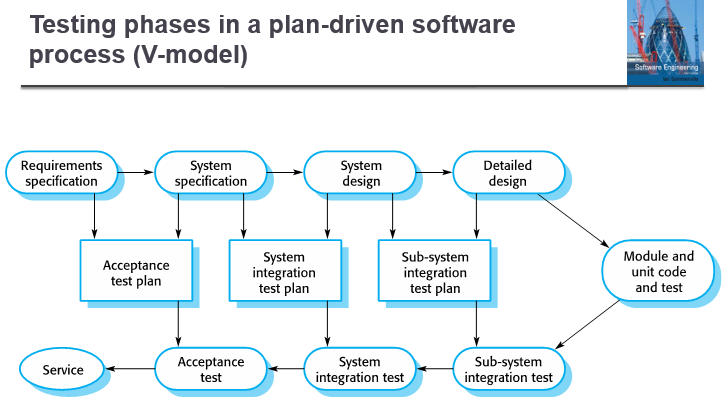 Testing phases in a plan-driven software
process (V-model)
Software Engineering
Ian Sommerville
Requirements
specification
System
specification
System
design
Detailed
design
Acceptance
test plan
System
integration
test plan
Sub-system
integration
test plan
Module and
unit code
and test
Service
Acceptance
test
System
integration test
Sub-system
integration test